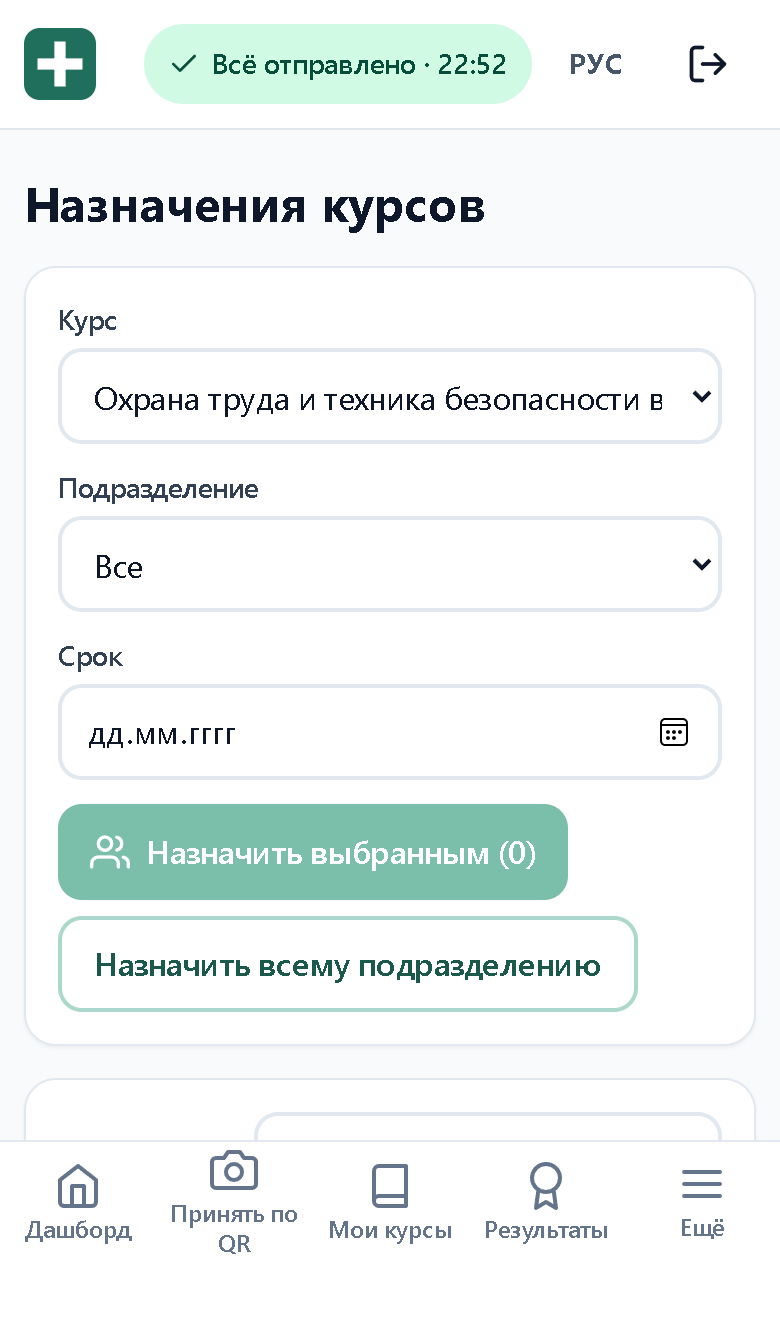 Всё отправлено · 22:52
РУС
Назначения курсов
Курс
Охрана труда и техника безопасности в
Подразделение
Все
Срок
дд.мм.гггг
Назначить выбранным (0)
Назначить всему подразделению
Дашборд
Принять по
QR
Мои курсы
Результаты
Ещё